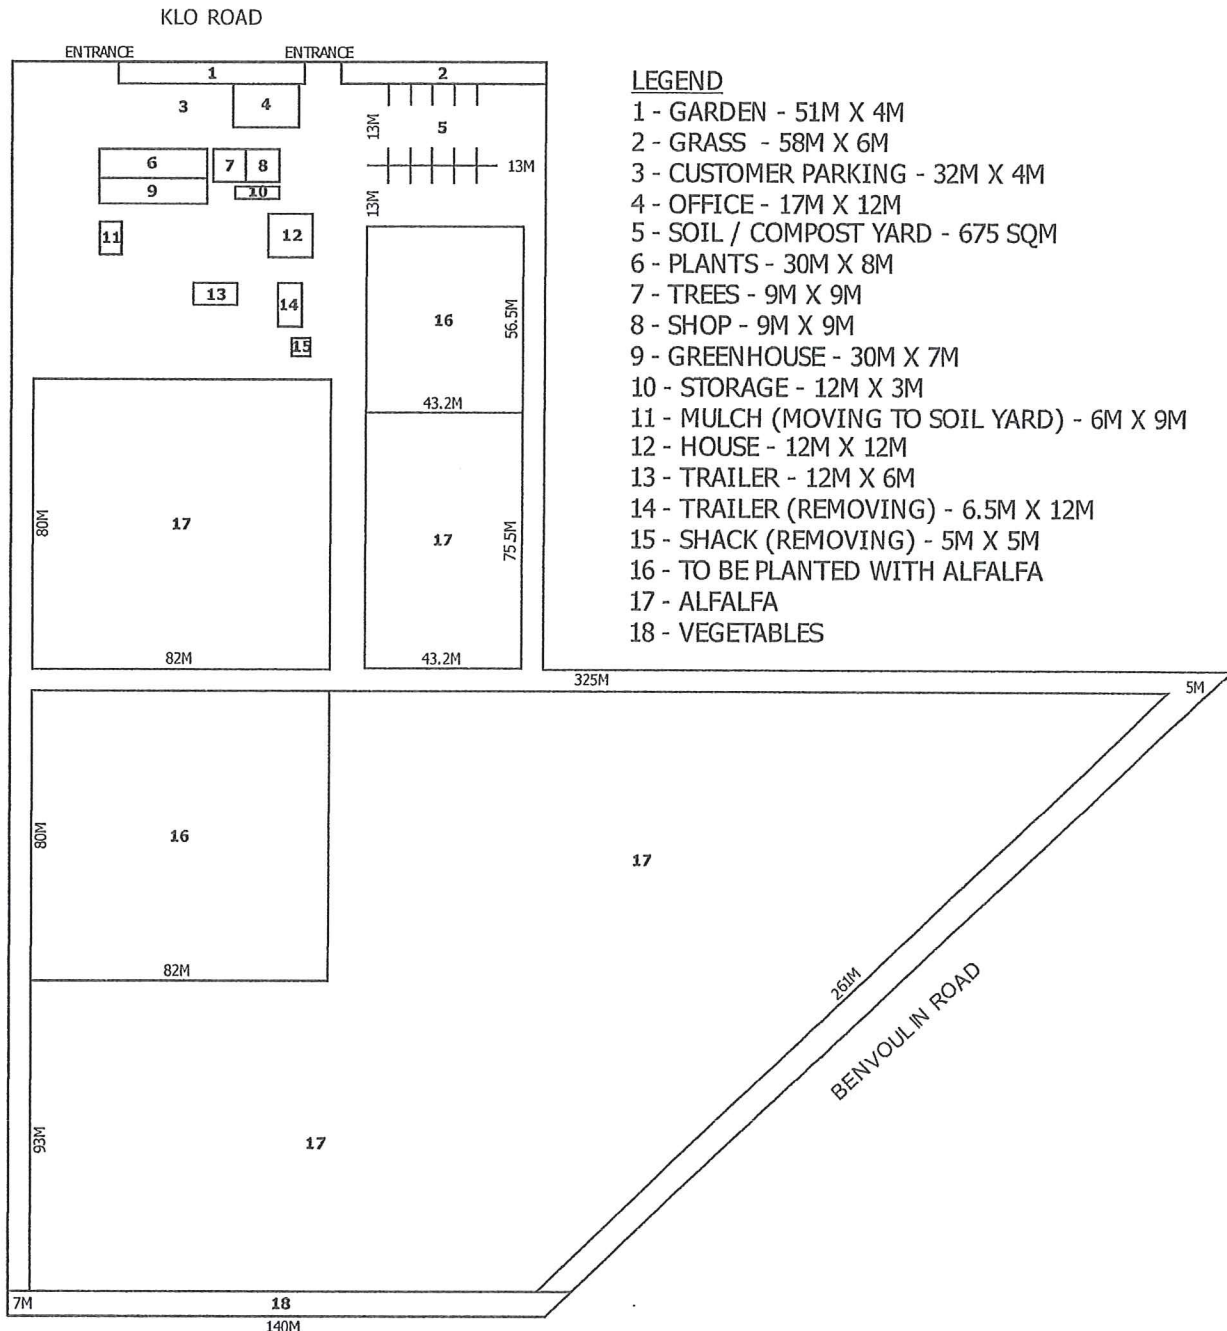 KLO ROAD
ENTRANCE
ENTRANCE
1
2
3
4
5
13M
13M
13M
6
7
8
9
10
11
12
13
14
15
16
56.5M
43.2M
17
80M
82M
17
75.5M
43.2M
LEGEND
1 - GARDEN - 51M X 4M
2 - GRASS - 58M X 6M
3 - CUSTOMER PARKING - 32M X 4M
4 - OFFICE - 17M X 12M
5 - SOIL / COMPOST YARD - 675 SQM
6 - PLANTS - 30M X 8M
7 - TREES - 9M X 9M
8 - SHOP - 9M X 9M
9 - GREENHOUSE - 30M X 7M
10 - STORAGE - 12M X 3M
11 - MULCH (MOVING TO SOIL YARD) - 6M X 9M
12 - HOUSE - 12M X 12M
13 - TRAILER - 12M X 6M
14 - TRAILER (REMOVING) - 6.5M X 12M
15 - SHACK (REMOVING) - 5M X 5M
16 - TO BE PLANTED WITH ALFALFA
17 - ALFALFA
18 - VEGETABLES
325M
5M
80M
16
82M
17
261M
BENVOULIN ROAD
93M
17
7M
18
140M